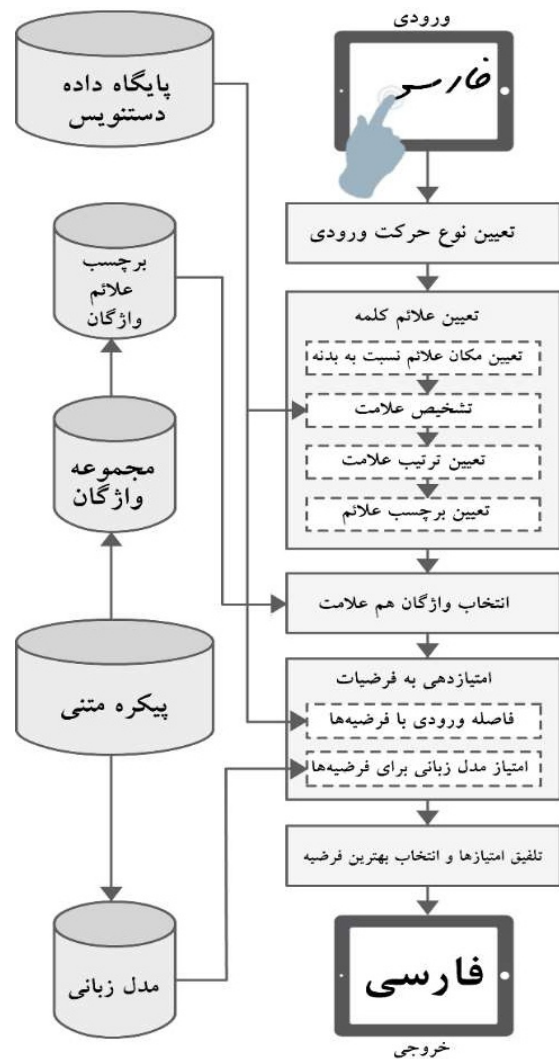 ورودی
فارسی
تعیین نوع حرکت ورودی
تعیین علائم کلمه
تعیین مکان علائم نسبت به بدنه
تشخیص علامت
تعیین ترتیب علامت
تعیین برچسب علائم
انتخاب واژگان هم علامت
امتیازدهی به فرضیات
فاصله ورودی با فرضیه‌ها
امتیاز مدل زبانی برای فرضیه‌ها
تلفیق امتیازها و انتخاب بهترین فرضیه
فارسی
خروجی
پایگاه داده
دستنویس
برچسب
علائم
واژگان
مجموعه
واژگان
پیکره متنی
مدل زبانی